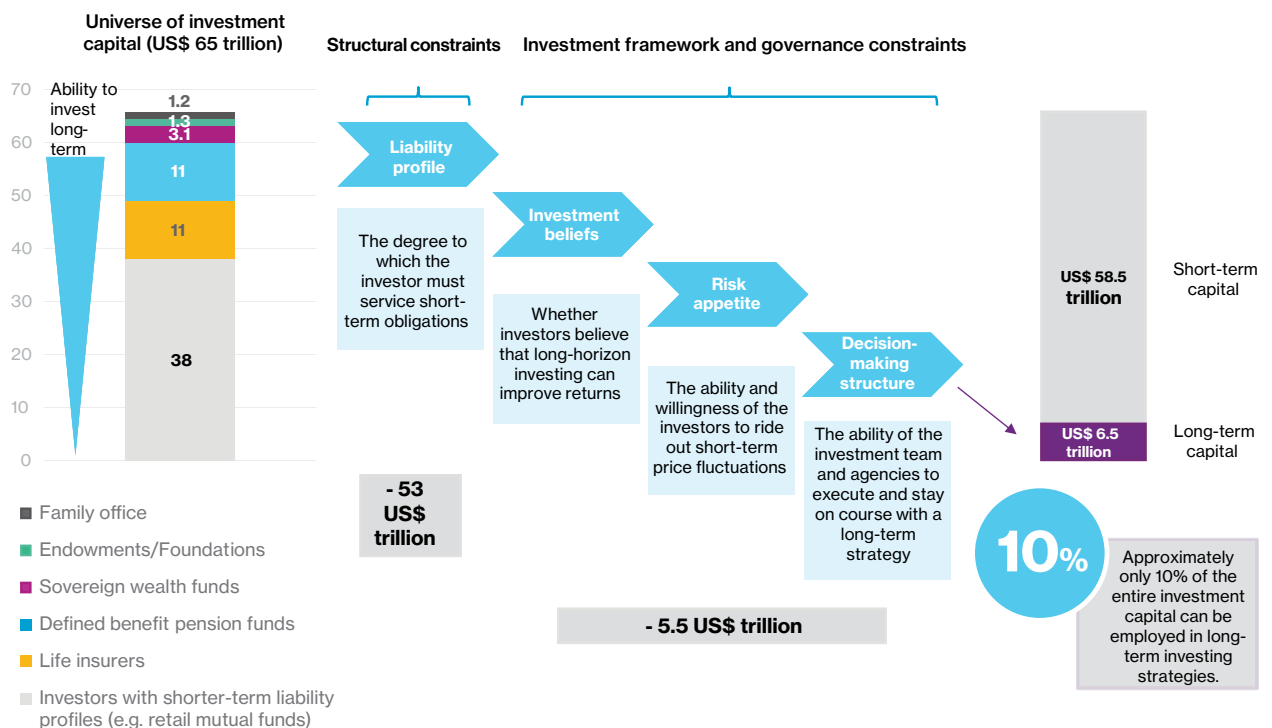 Universe of investment
capital (US$ 65 trillion)
Structural constraints
Investment framework and governance constraints
70
60
50
40
30
20
10
0
Ability to
invest
long-
term
1.2
1.3
3.1
11
11
38
Family office
Endowments/Foundations
Sovereign wealth funds
Defined benefit pension funds
Life insurers
Investors with shorter-term liability
profiles (e.g. retail mutual funds)
Liability
profile
The degree to
which the
investor must
service short-
term obligations
- 53
US$
trillion
Investment
beliefs
Whether
investors believe
that long-horizon
investing can
improve returns
Risk
appetite
The ability and
willingness of the
investors to ride
out short-term
price fluctuations
Decision-
making
structure
The ability of the
investment team
and agencies to
execute and stay
on course with a
long-term
strategy
- 5.5 US$ trillion
US$ 58.5
trillion
Short-term
capital
US$ 6.5
trillion
Long-term
capital
10%
Approximately
only 10% of the
entire investment
capital can be
employed in long-
term investing
strategies.